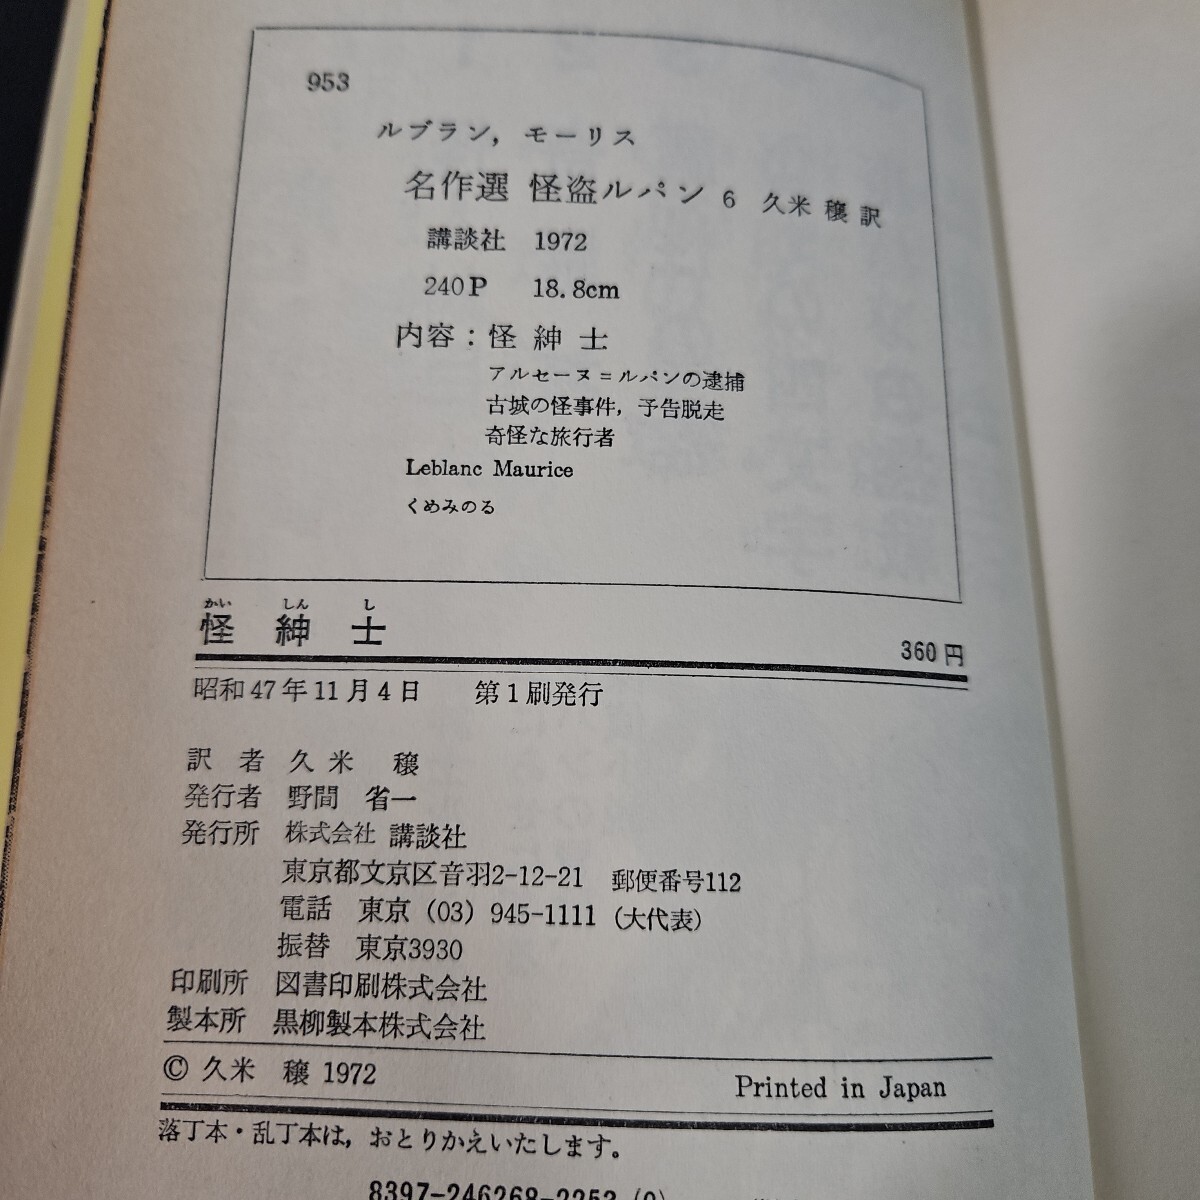 953
ルブラン，モーリス
名作選 怪盗ルパン 6 久米 穣 訳
講談社 1972
240P 18.8cm
内容：怪紳士
アルセーヌ＝ルパンの逮捕
古城の怪事件，予告脱走
奇怪な旅行者
Leblanc Maurice
くめみのる
かい しん し
怪紳士
360円
昭和47年11月4日 第1刷発行
訳者 久米 穣
発行者 野間 省一
発行所 株式会社 講談社
東京都文京区音羽2-12-21 郵便番号112
電話 東京（03）945-1111（大代表）
振替 東京3930
印刷所 図書印刷株式会社
製本所 黒柳製本株式会社
© 久米 穣 1972
Printed in Japan
落丁本・乱丁本は，おとりかえいたします。
8397-246268-2253 (0)